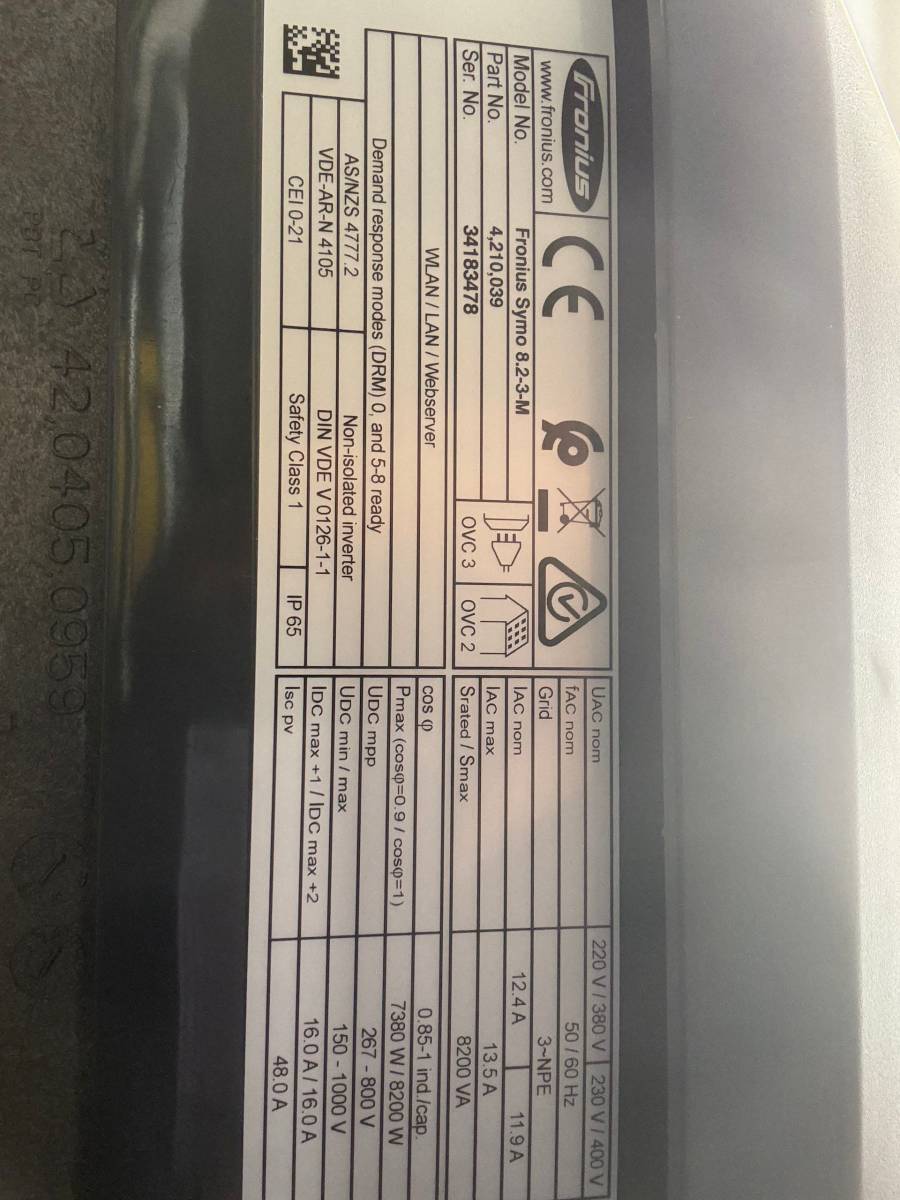 Fronius
www.fronius.com
CE
Model No. Fronius Symo 8.2-3-M
Part No. 4,210,039
Ser. No. 34183478
OVC 3 OVC 2
WLAN / LAN / Webserver
Demand response modes (DRM) 0, and 5-8 ready
AS/NZS 4777.2 Non-isolated inverter
VDE-AR-N 4105 DIN VDE V 0126-1-1
CEI 0-21 Safety Class 1 IP 65
UAC nom 220 V / 380 V 230 V / 400 V
fAC nom 50 / 60 Hz
Grid 3~NPE
IAC nom 12.4 A 11.9 A
IAC max 13.5 A
Srated / Smax 8200 VA
cos φ 0.85-1 ind./cap.
Pmax (cosφ=0.9 / cosφ=1) 7380 W / 8200 W
UDC mpp 267 - 800 V
UDC min / max 150 - 1000 V
IDC max +1 / IDC max +2 16.0 A / 16.0 A
Isc pv 48.0 A
42,0405,0959
PBT PC